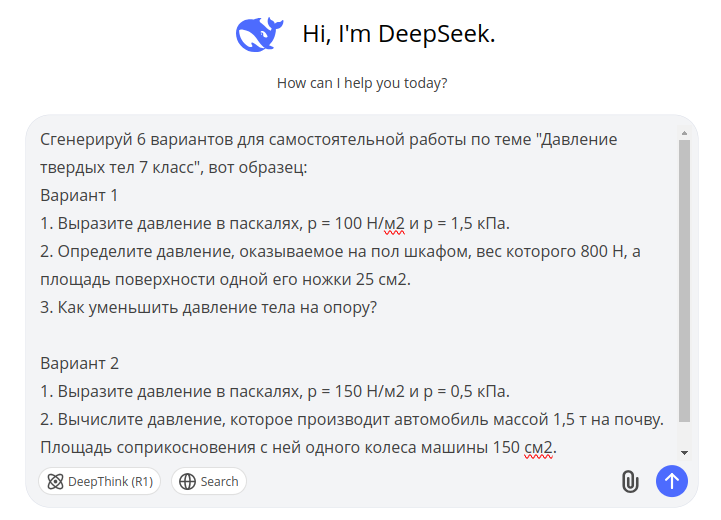 Hi, I'm DeepSeek.
How can I help you today?
Сгенерируй 6 вариантов для самостоятельной работы по теме "Давление
твердых тел 7 класс", вот образец:
Вариант 1
1. Выразите давление в паскалях, p = 100 Н/м2 и p = 1,5 кПа.
2. Определите давление, оказываемое на пол шкафом, вес которого 800 Н, а
площадь поверхности одной его ножки 25 см2.
3. Как уменьшить давление тела на опору?
Вариант 2
1. Выразите давление в паскалях, p = 150 Н/м2 и p = 0,5 кПа.
2. Вычислите давление, которое производит автомобиль массой 1,5 т на почву.
Площадь соприкосновения с ней одного колеса машины 150 см2.
DeepThink (R1) Search